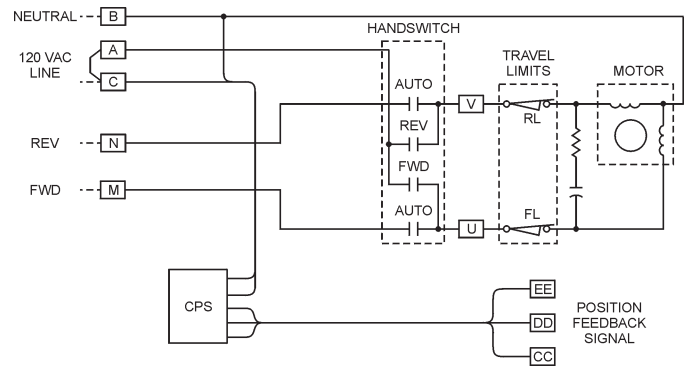 NEUTRAL
B
HANDSWITCH
A
120 VAC
LINE
C
TRAVEL
LIMITS
MOTOR
AUTO
V
RL
REV
N
REV
FWD
FWD
M
AUTO
U
FL
CPS
EE
DD
CC
POSITION
FEEDBACK
SIGNAL